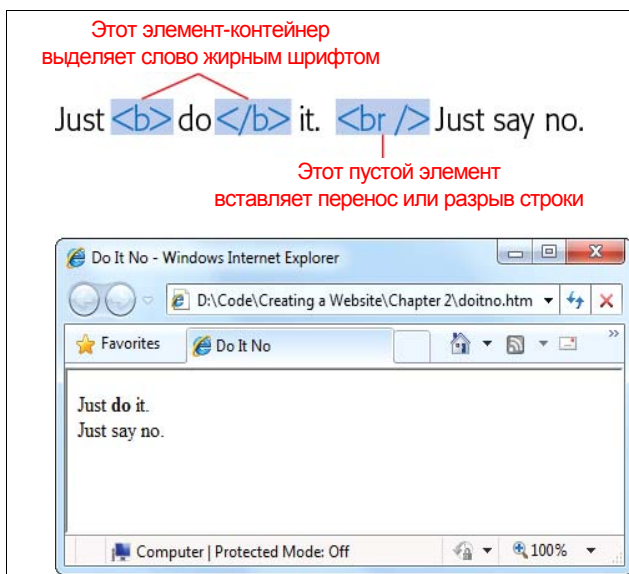 Этот элемент-контейнер
выделяет слово жирным шрифтом
Just <b> do </b> it. <br /> Just say no.
Этот пустой элемент
вставляет перенос или разрыв строки
Do It No - Windows Internet Explorer
D:\Code\Creating a Website\Chapter 2\doitno.htm
Favorites Do It No
Just do it.
Just say no.
Computer | Protected Mode: Off 100%